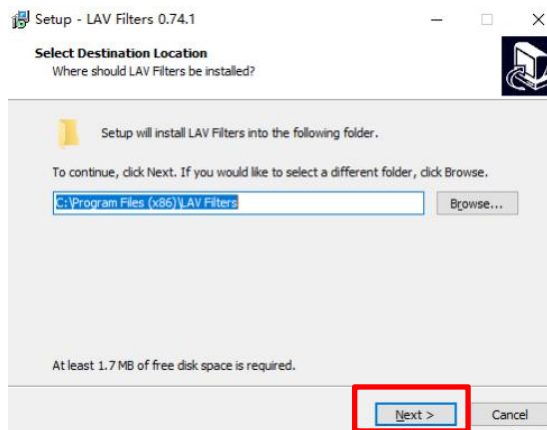 Setup - LAV Filters 0.74.1
Select Destination Location
Where should LAV Filters be installed?
Setup will install LAV Filters into the following folder.
To continue, click Next. If you would like to select a different folder, click Browse.
C:\Program Files (x86)\LAV Filters
Browse...
At least 1.7 MB of free disk space is required.
Next >
Cancel